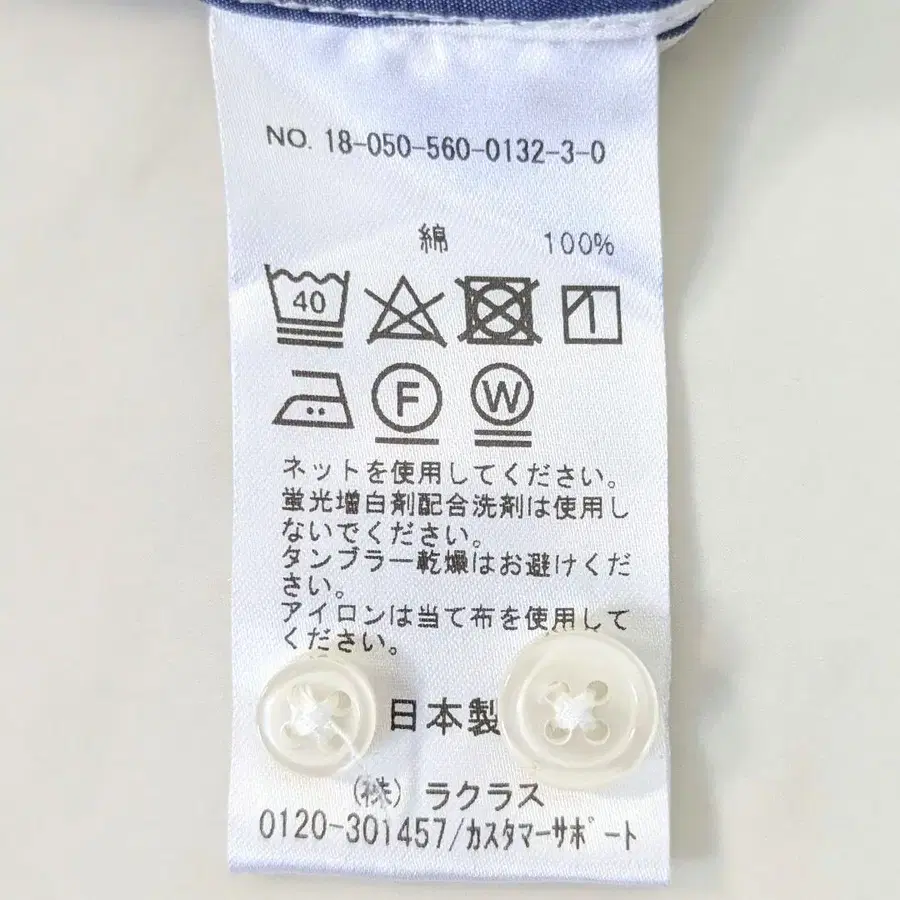 NO. 18-050-560-0132-3-0
綿 100%
40
F W
ネットを使用してください。
蛍光増白剤配合洗剤は使用し
ないでください。
タンブラー乾燥はお避けくだ
さい。
アイロンは当て布を使用して
ください。
日本製
(株) ラクラス
0120-301457/カスタマーサポート